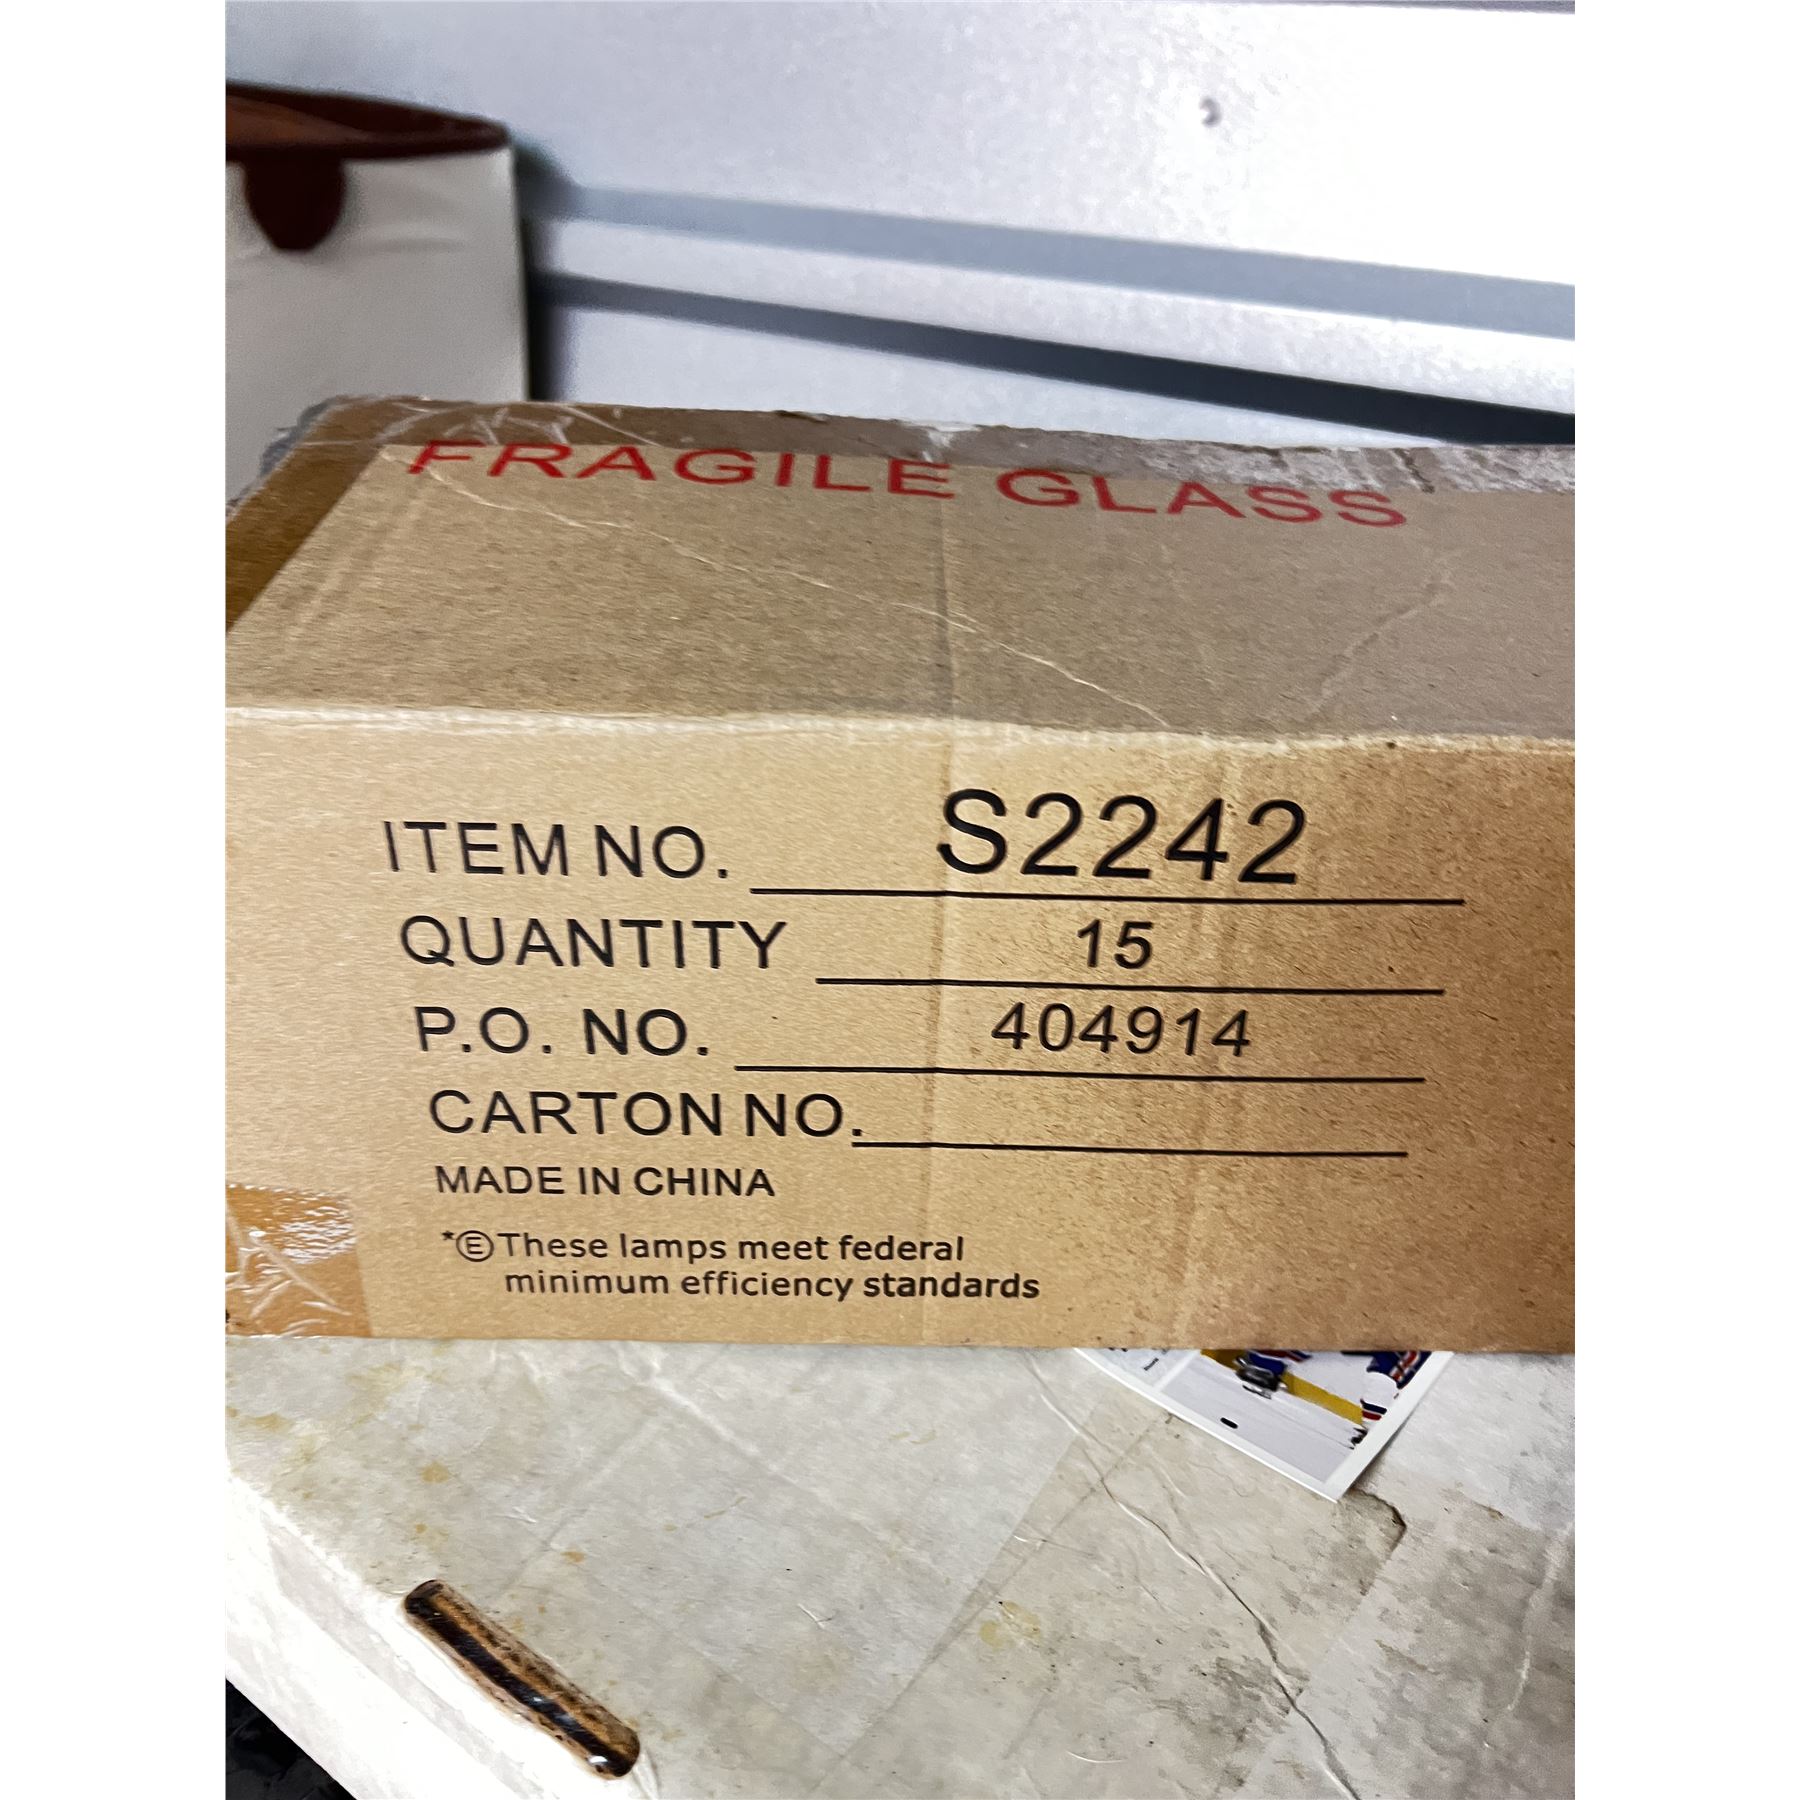 FRAGILE GLASS
ITEM NO. S2242
QUANTITY 15
P.O. NO. 404914
CARTON NO.
MADE IN CHINA
*ⒺThese lamps meet federal
minimum efficiency standards